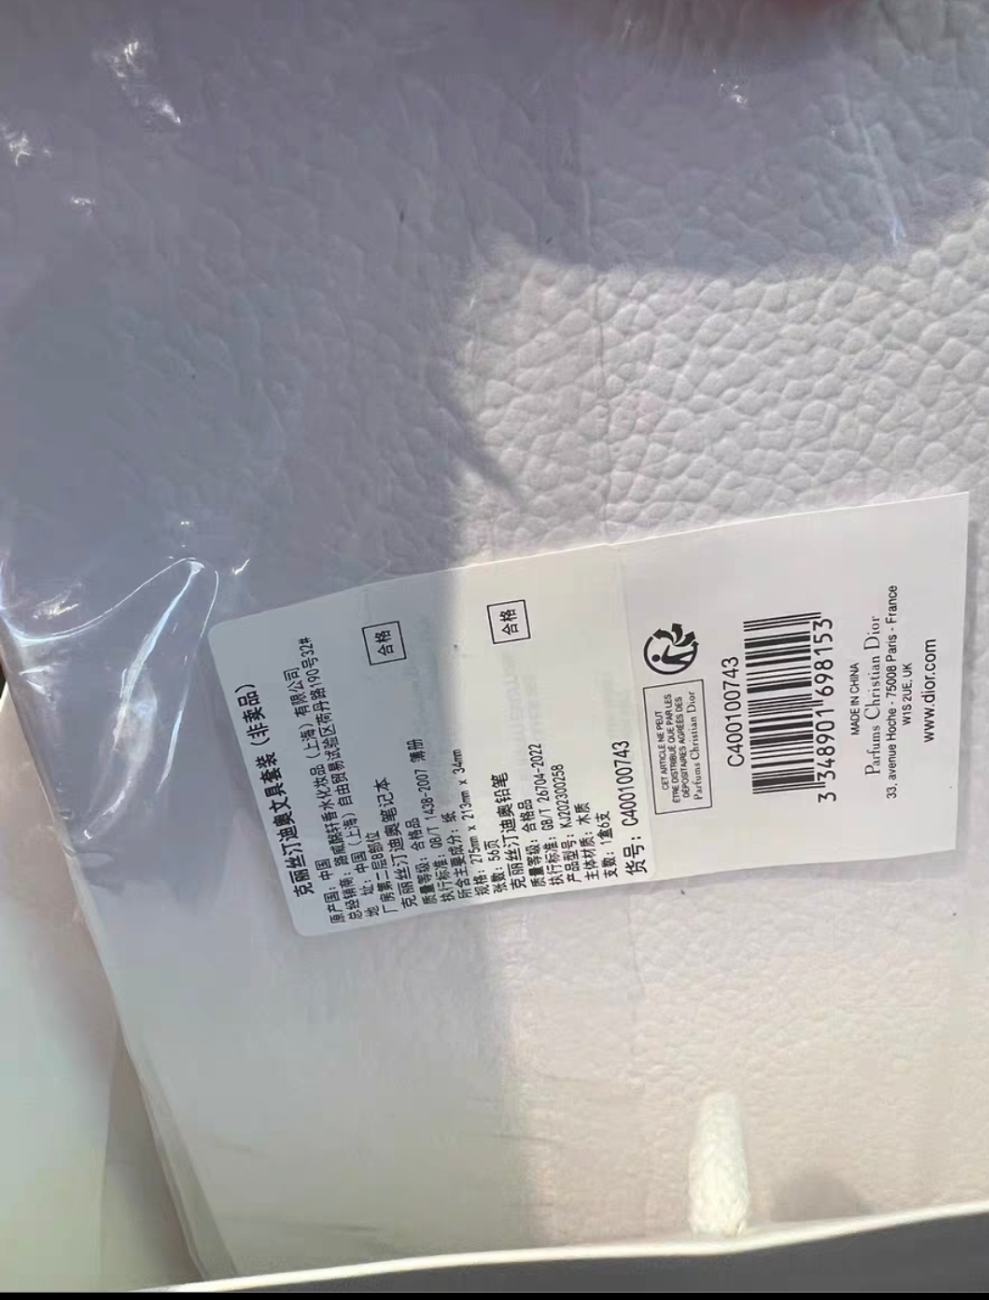 克丽丝汀迪奥文具套装（非卖品）
原产国：中国
总经销商：路威酩轩香水化妆品（上海）有限公司
地 址：中国（上海）自由贸易试验区荷丹路190号32#
厂房第二层B部位
克丽丝汀迪奥笔记本
质量等级：合格品
合格
执行标准：QB/T 1438-2007 簿册
所含主要成分：纸
规格：275mm x 213mm x 34mm
张数：56页
克丽丝汀迪奥铅笔
合格
质量等级：合格品
执行标准：GB/T 26704-2022
产品型号：KJ202300258
主体材质：木质
支数：1盒6支
货号：C400100743
CET ARTICLE NE PEUT
ETRE DISTRIBUÉ QUE PAR LES
DÉPOSITAIRES AGRÉÉS DES
Parfums Christian Dior
C400100743
3 348901 698153
MADE IN CHINA
Parfums Christian Dior
33, avenue Hoche - 75008 Paris - France
W1S 2UE, UK
www.dior.com